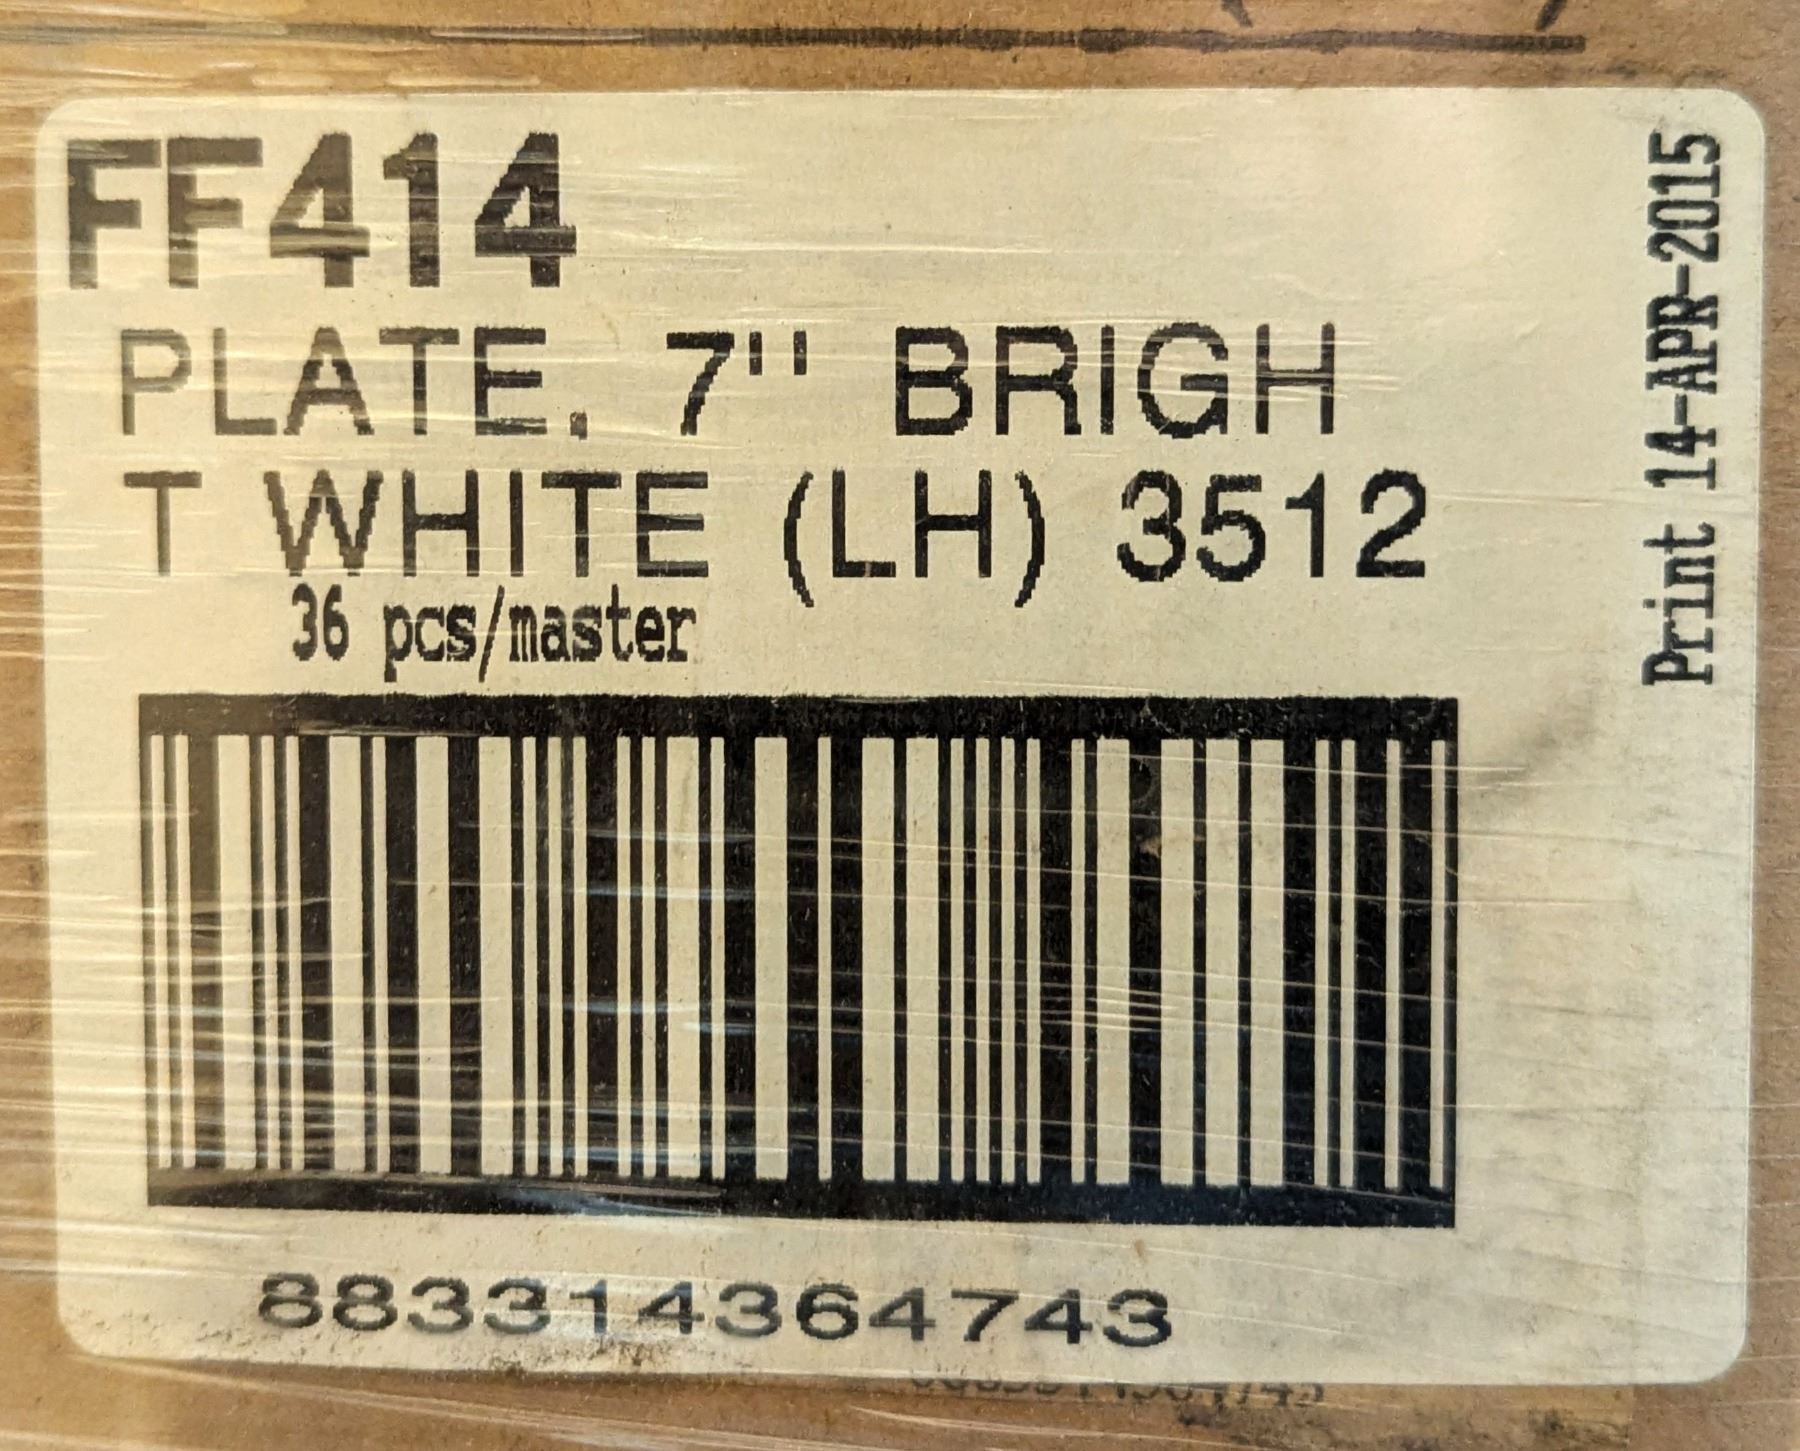 FF414
PLATE, 7" BRIGH
T WHITE (LH) 3512
36 pcs/master
883314364743
Print 14-APR-2015